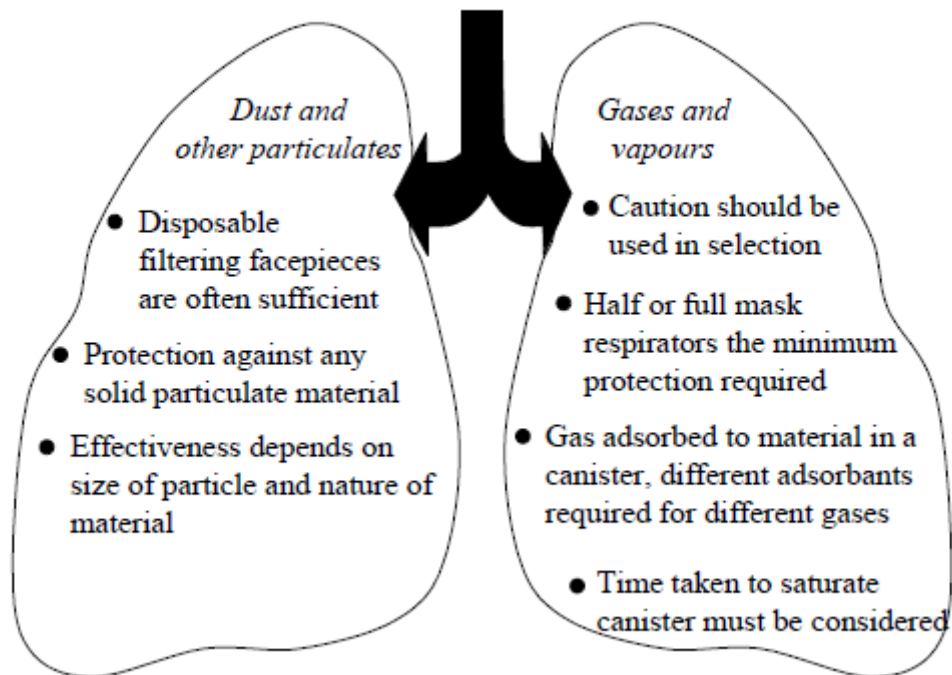 Dust and
other particulates
● Disposable
filtering facepieces
are often sufficient
● Protection against any
solid particulate material
● Effectiveness depends on
size of particle and nature of
material
Gases and
vapours
● Caution should be
used in selection
● Half or full mask
respirators the minimum
protection required
● Gas adsorbed to material in a
canister, different adsorbants
required for different gases
● Time taken to saturate
canister must be considered